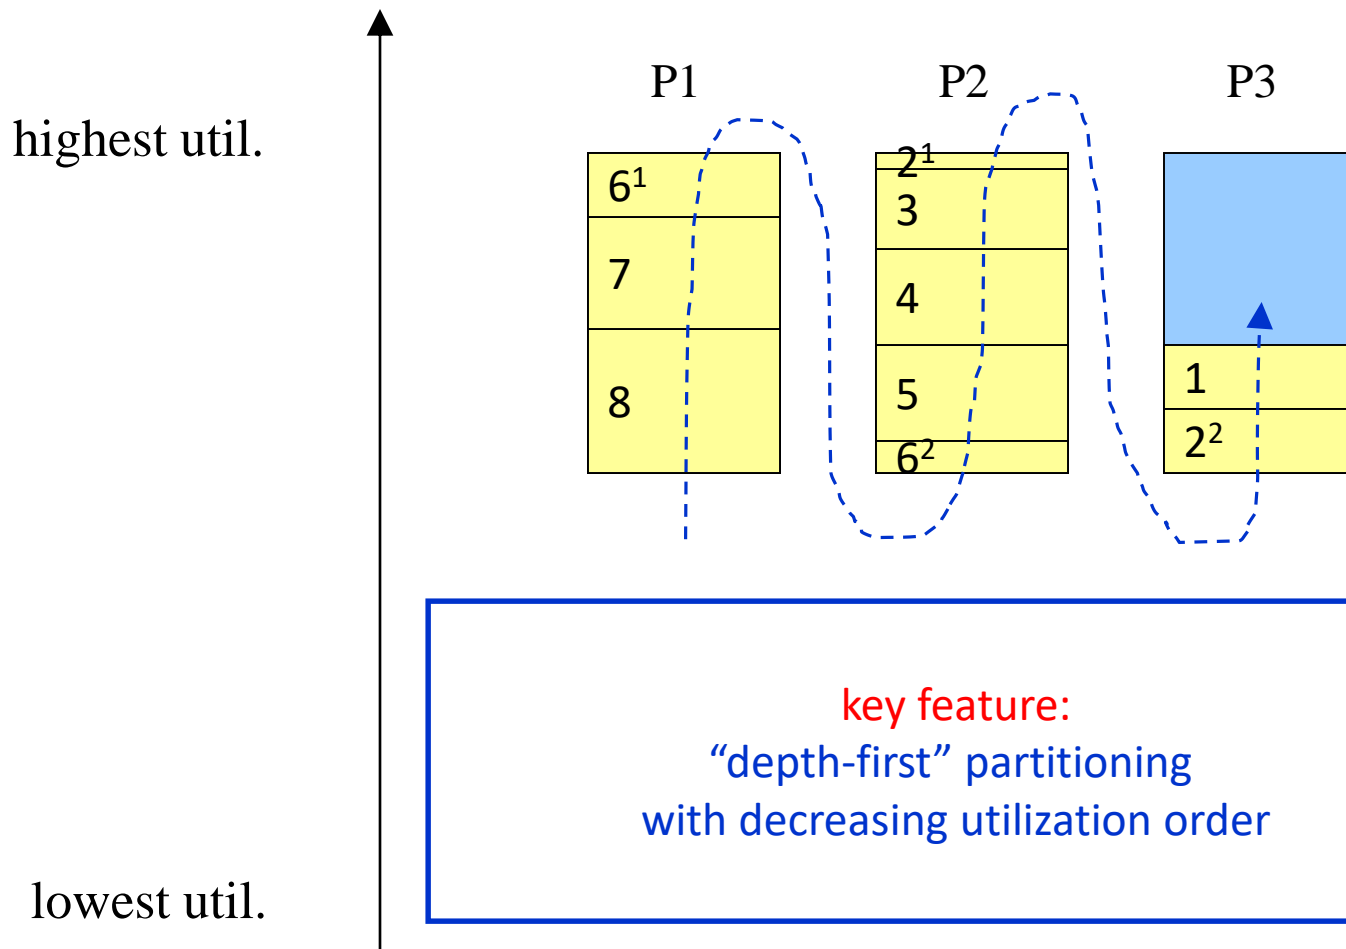 P1
P2
P3
highest util.
6¹
7
8
2¹
3
4
5
6²
1
2²
key feature:
“depth-first” partitioning
with decreasing utilization order
lowest util.